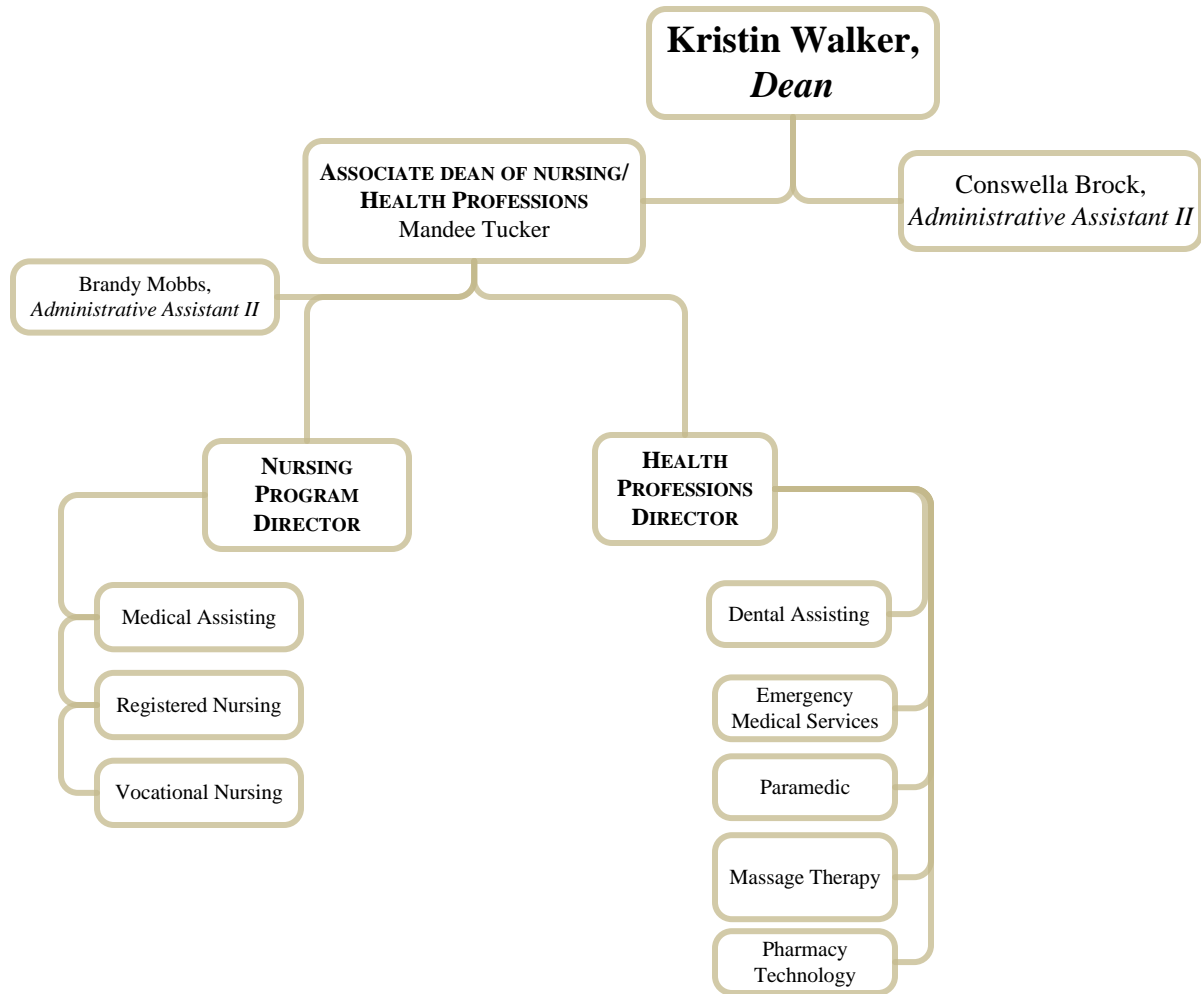 Kristin Walker,
Dean
ASSOCIATE DEAN OF NURSING/
HEALTH PROFESSIONS
Mandee Tucker
Conswella Brock,
Administrative Assistant II
Brandy Mobbs,
Administrative Assistant II
NURSING
PROGRAM
DIRECTOR
HEALTH
PROFESSIONS
DIRECTOR
Medical Assisting
Registered Nursing
Vocational Nursing
Dental Assisting
Emergency
Medical Services
Paramedic
Massage Therapy
Pharmacy
Technology